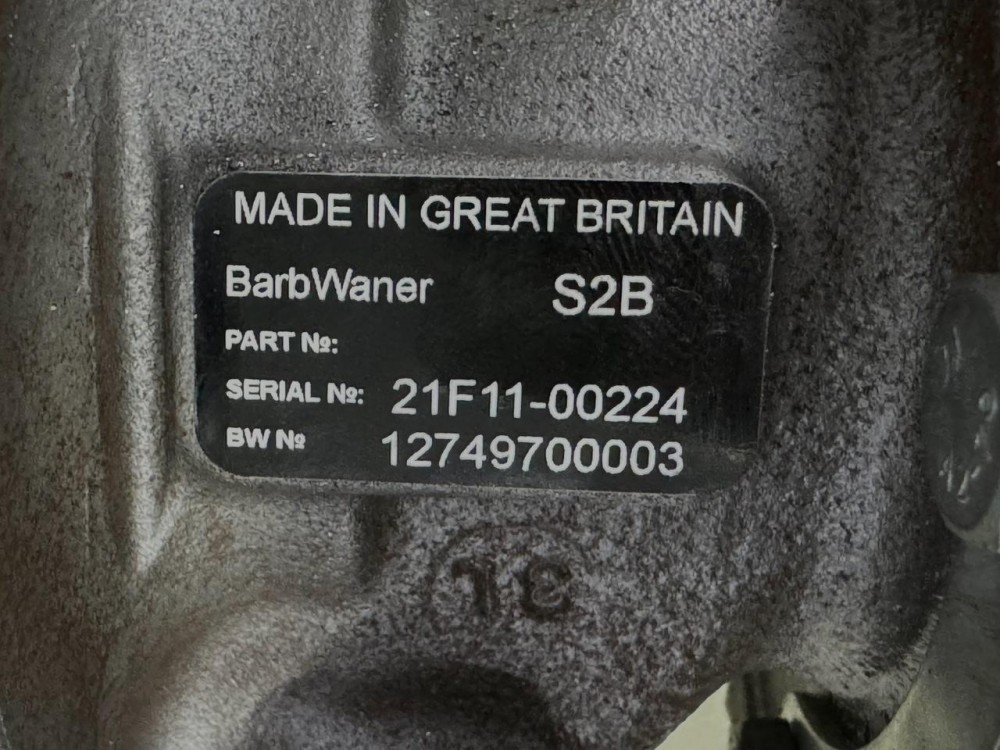 MADE IN GREAT BRITAIN
BarbWaner S2B
PART №:
SERIAL №: 21F11-00224
BW № 12749700003